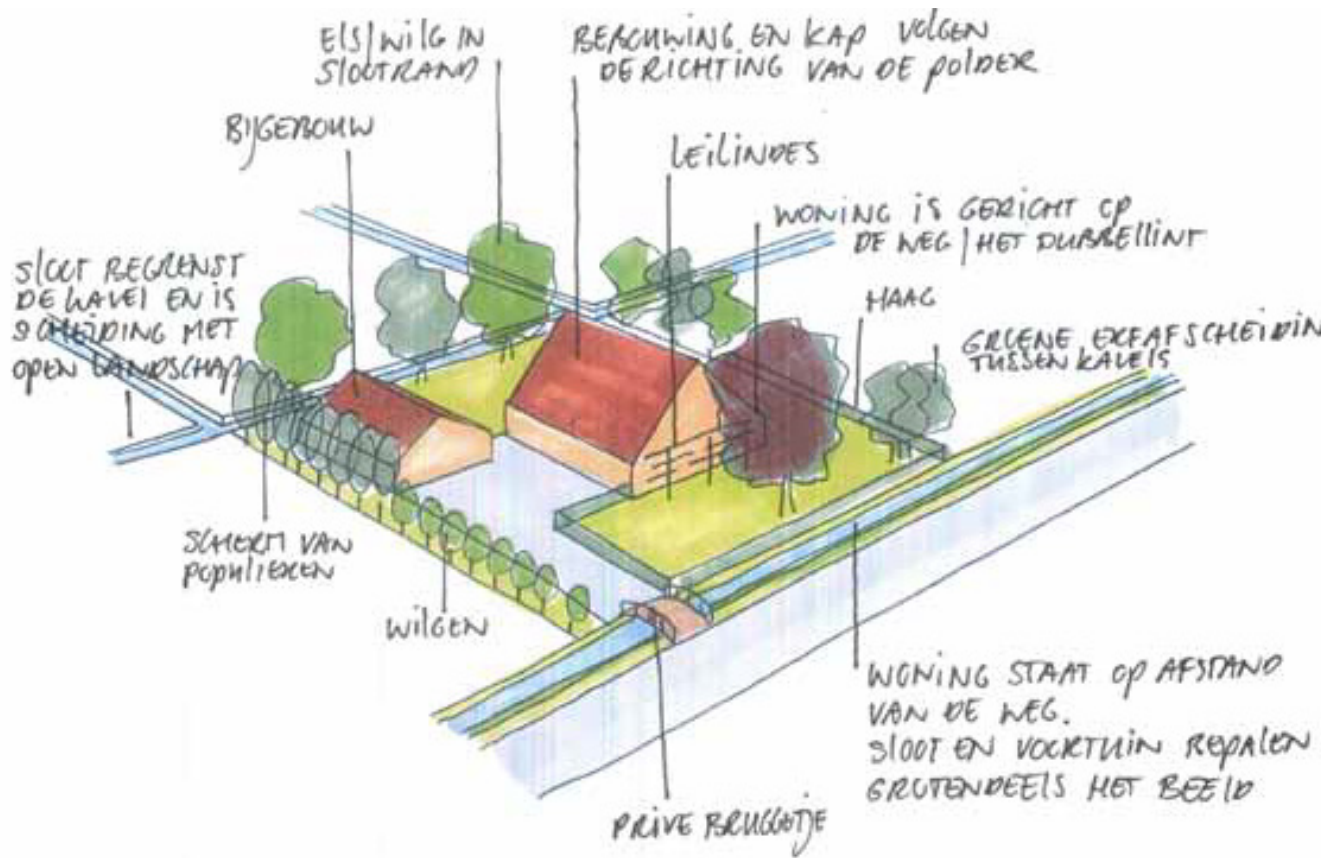 ELS/WILG IN
SLOOTRAND
BEBOUWING EN KAP VOLGEN
DE RICHTING VAN DE POLDER
BIJGEBOUW
LEILINDES
WONING IS GERICHT OP
DE WEG/HET DUBBELLINT
SLOOT BEGRENST
DE KAVEL EN IS
SCHEIDING MET
OPEN LANDSCHAP
HAAG
GROENE ERFAFSCHEIDIN
TUSSEN KAVELS
SCHERM VAN
POPULIEREN
WILGEN
WONING STAAT OP AFSTAND
VAN DE WEG.
SLOOT EN VOORTUIN BEPALEN
GROTENDEELS HET BEELD
PRIVE BRUGGETJE